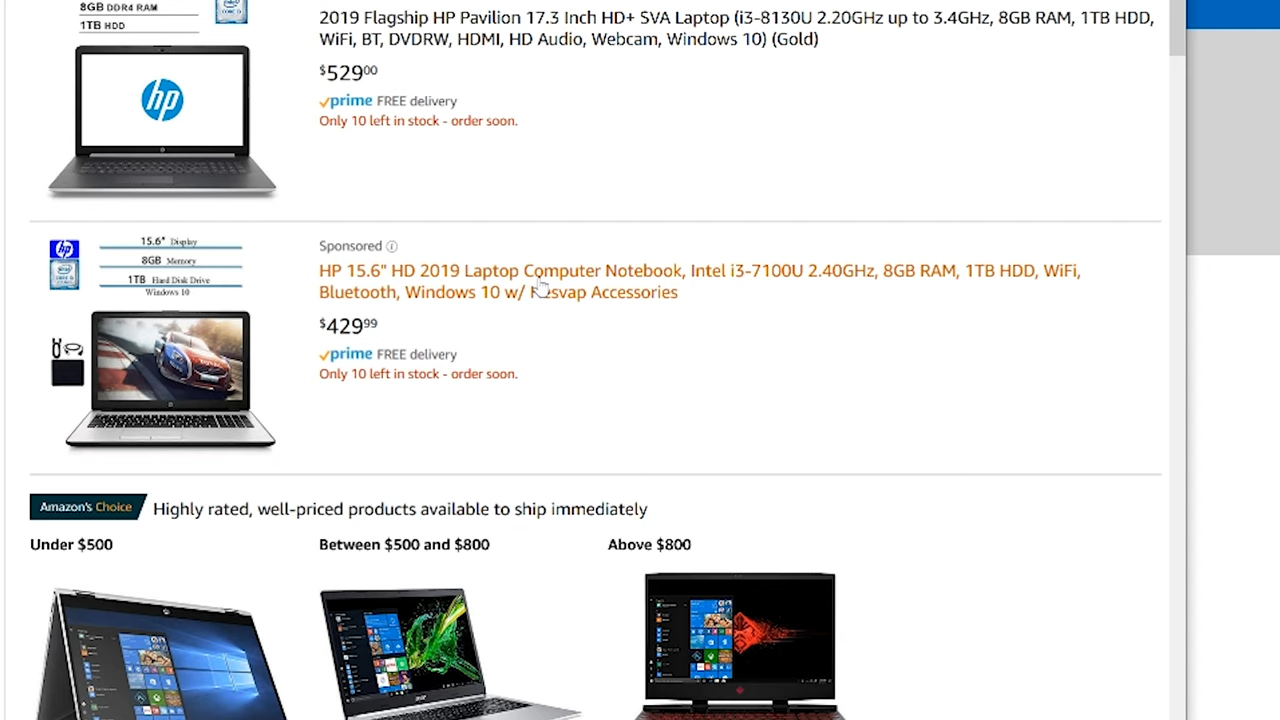 8GB DDR4 RAM
1TB HDD
hp
2019 Flagship HP Pavilion 17.3 Inch HD+ SVA Laptop (i3-8130U 2.20GHz up to 3.4GHz, 8GB RAM, 1TB HDD,
WiFi, BT, DVDRW, HDMI, HD Audio, Webcam, Windows 10) (Gold)
$52900
prime FREE delivery
Only 10 left in stock - order soon.
hp
15.6" Display
8GB Memory
1TB Hard Disk Drive
Windows 10
Sponsored
HP 15.6" HD 2019 Laptop Computer Notebook, Intel i3-7100U 2.40GHz, 8GB RAM, 1TB HDD, WiFi,
Bluetooth, Windows 10 w/ Nesvap Accessories
$42999
prime FREE delivery
Only 10 left in stock - order soon.
Amazon's Choice Highly rated, well-priced products available to ship immediately
Under $500
Between $500 and $800
Above $800